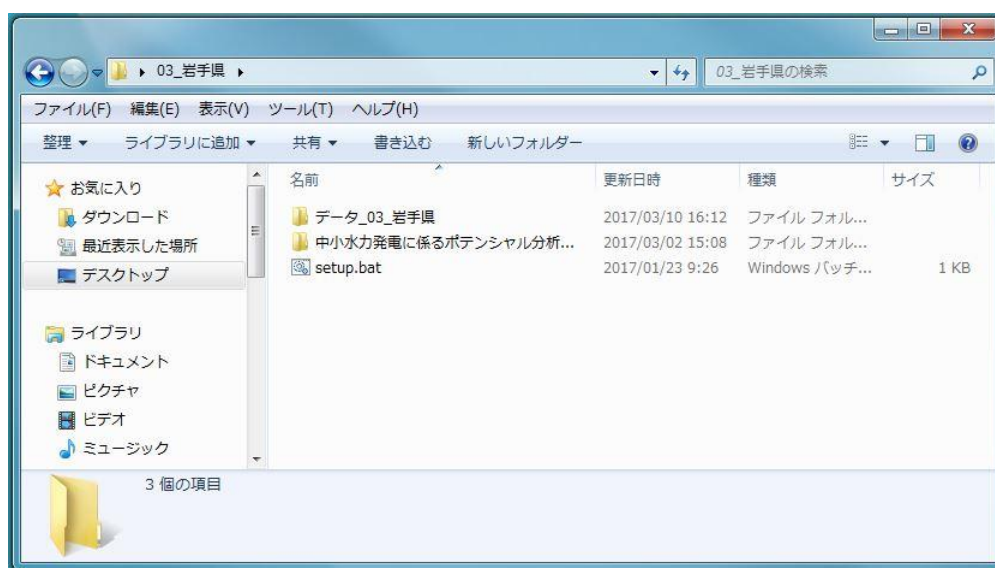 03_岩手県
03_岩手県の検索
ファイル(F) 編集(E) 表示(V) ツール(T) ヘルプ(H)
整理 ライブラリに追加 共有 書き込む 新しいフォルダー
お気に入り
ダウンロード
最近表示した場所
デスクトップ
ライブラリ
ドキュメント
ピクチャ
ビデオ
ミュージック
名前 更新日時 種類 サイズ
データ_03_岩手県 2017/03/10 16:12 ファイル フォル...
中小水力発電に係るポテンシャル分析... 2017/03/02 15:08 ファイル フォル...
setup.bat 2017/01/23 9:26 Windows バッチ... 1 KB
3 個の項目